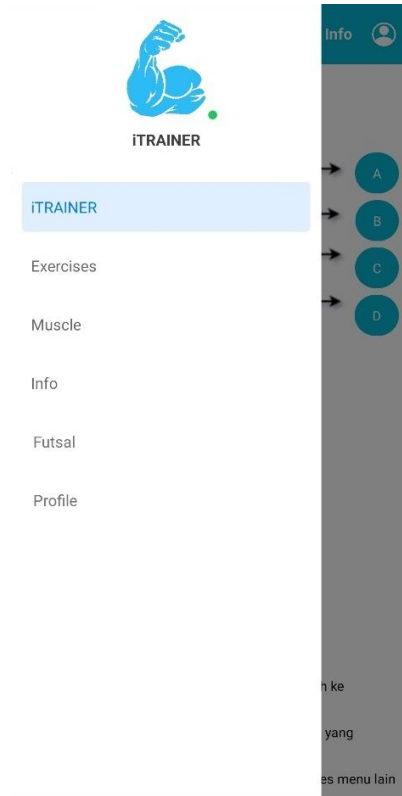 Info
iTRAINER
iTRAINER
Exercises
Muscle
Info
Futsal
Profile
A
B
C
D
ke
yang
es menu lain